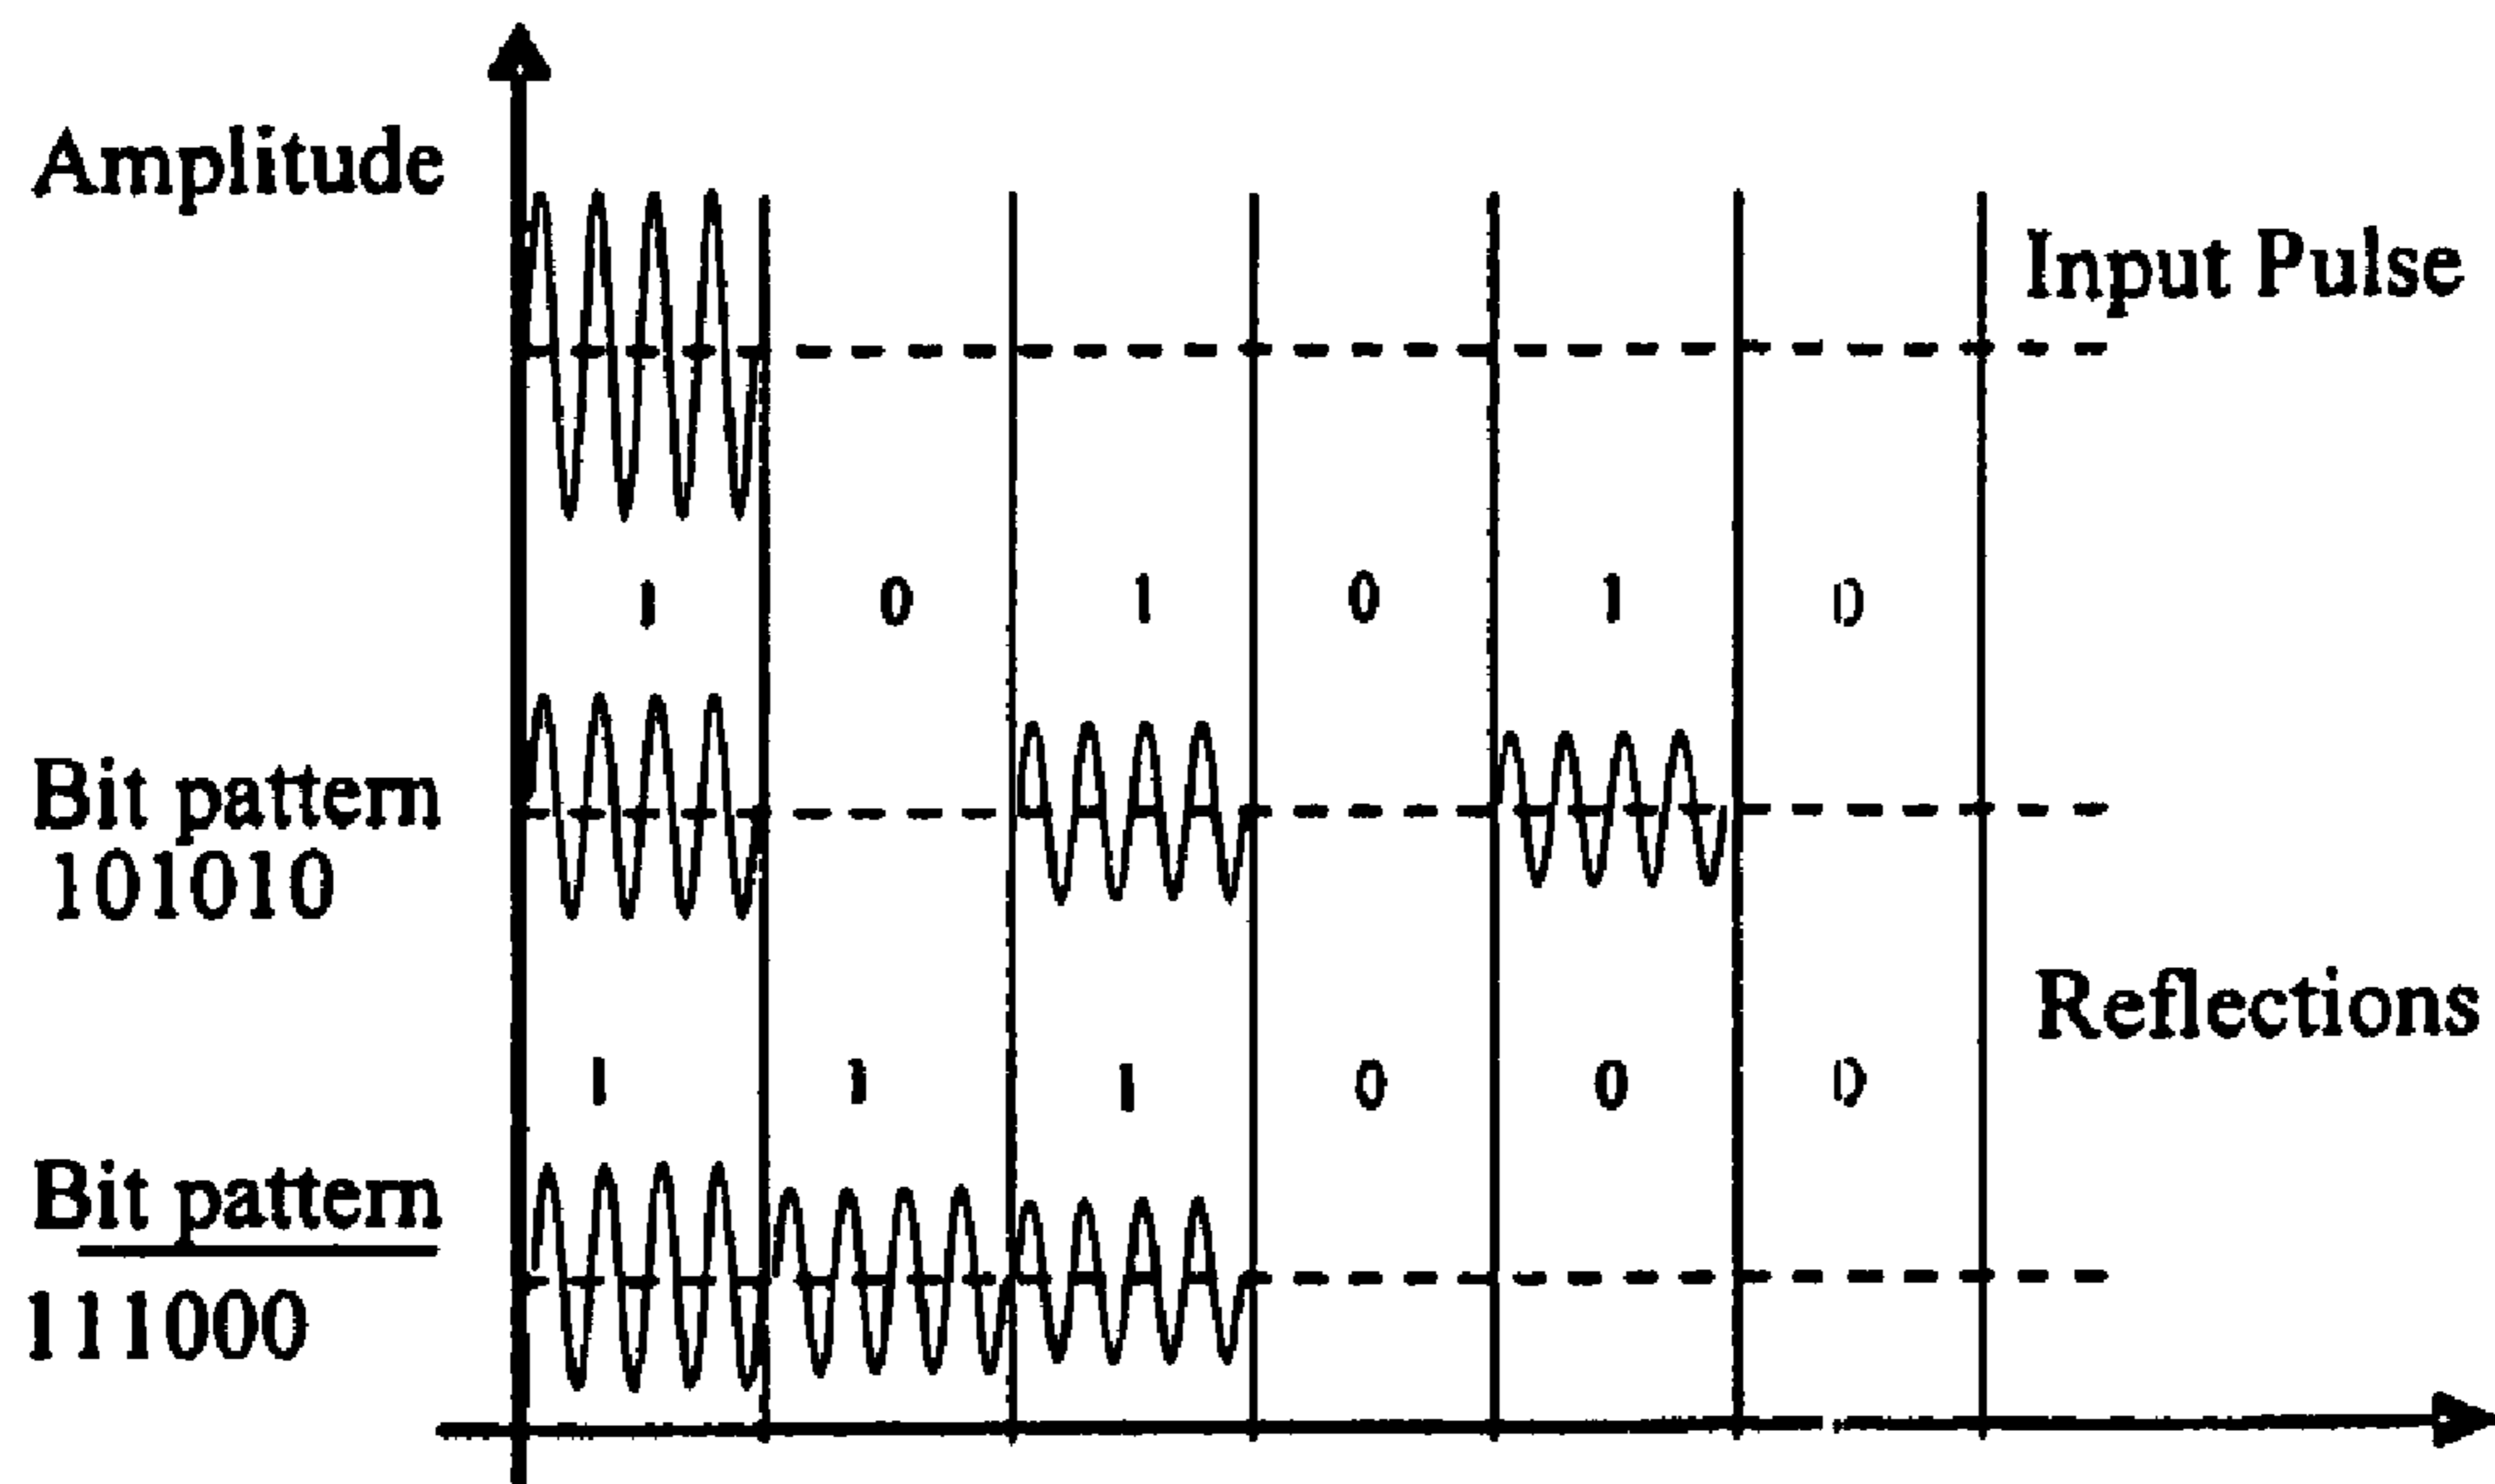 Amplitude
Input Pulse
1 0 1 0 1 0
Bit pattern
101010
Reflections
1 1 1 0 0 0
Bit pattern
111000